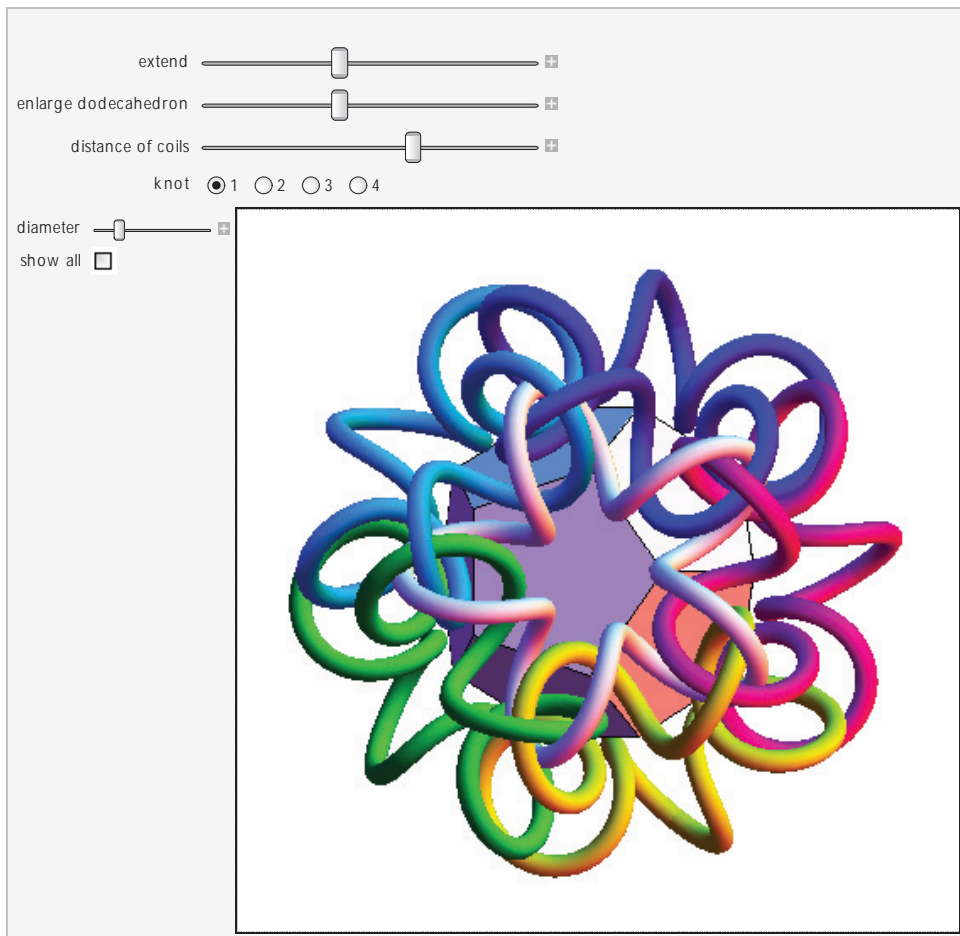 extend
enlarge dodecahedron
distance of coils
knot 1 2 3 4
diameter
show all